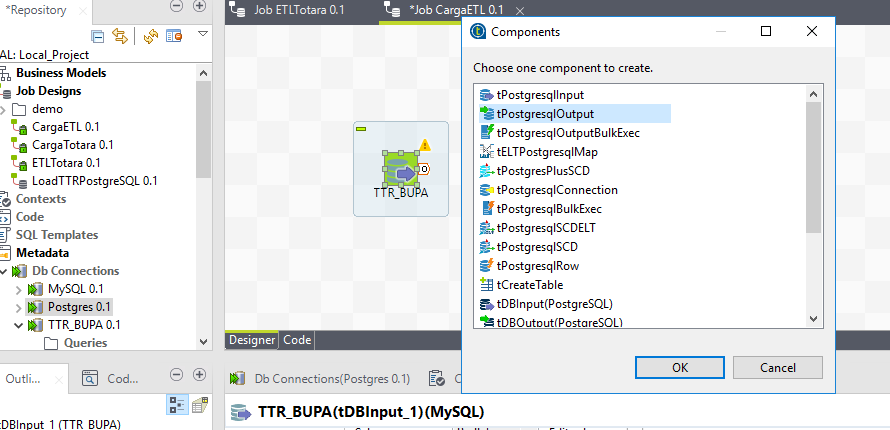 *Repository
AL: Local_Project
Business Models
Job Designs
demo
CargaETL 0.1
CargaTotara 0.1
ETLTotara 0.1
LoadTTRPostgreSQL 0.1
Contexts
Code
SQL Templates
Metadata
Db Connections
MySQL 0.1
Postgres 0.1
TTR_BUPA 0.1
Queries
Outli...
Cod...
tDBInput_1 (TTR_BUPA)
Job ETLTotara 0.1
*Job CargaETL 0.1
TTR_BUPA
Designer
Code
Db Connections(Postgres 0.1)
TTR_BUPA(tDBInput_1)(MySQL)
Components
Choose one component to create.
tPostgresqlInput
tPostgresqlOutput
tPostgresqlOutputBulkExec
tELTPostgresqlMap
tPostgresPlusSCD
tPostgresqlConnection
tPostgresqlBulkExec
tPostgresqlSCDELT
tPostgresqlSCD
tPostgresqlRow
tCreateTable
tDBInput(PostgreSQL)
tDBOutput(PostgreSQL)
OK
Cancel